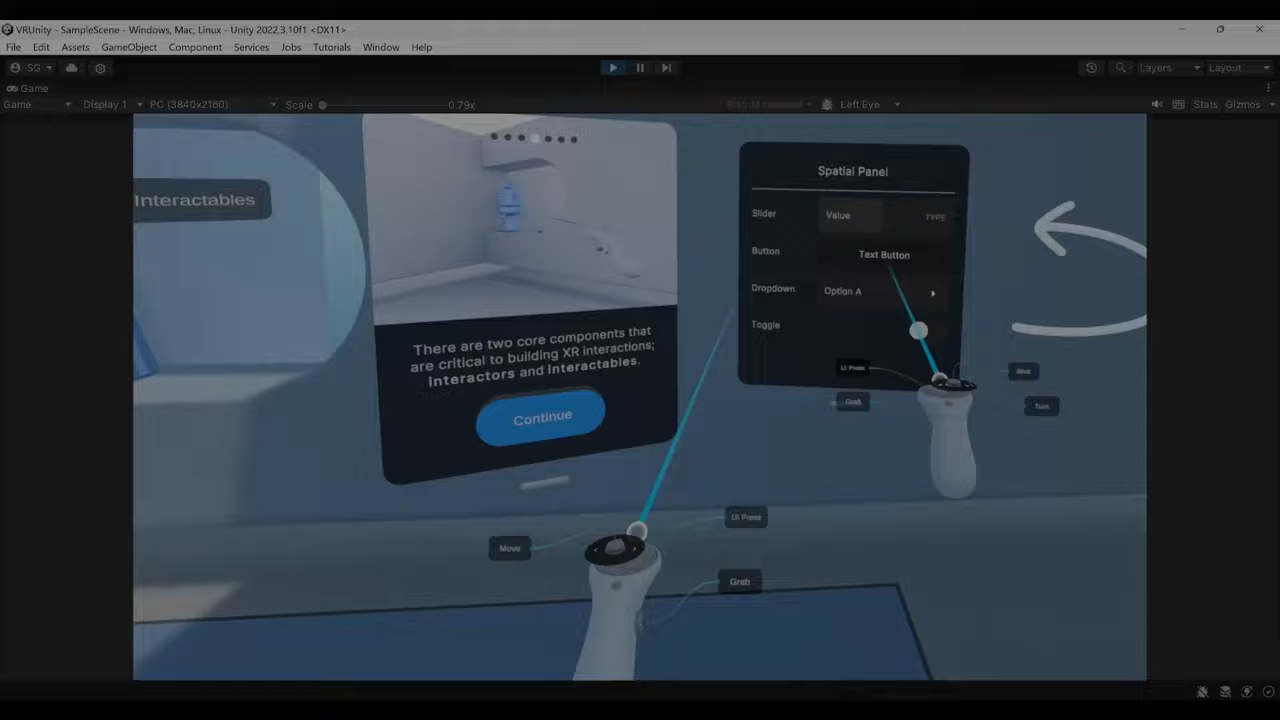 VRUnity - SampleScene - Windows, Mac, Linux - Unity 2022.3.10f1 <DX11>
File Edit Assets GameObject Component Services Jobs Tutorials Window Help
SG Layers Layout
Game
Game Display 1 PC (3840x2160) Scale 0.79x Left Eye Stats Gizmos
Interactables
There are two core components that
are critical to building XR interactions;
interactors and interactables.
Continue
Spatial Panel
Slider Value TYPE
Button Text Button
Dropdown Option A
Toggle
UI Press
Grab
Turn
Move
UI Press
Grab